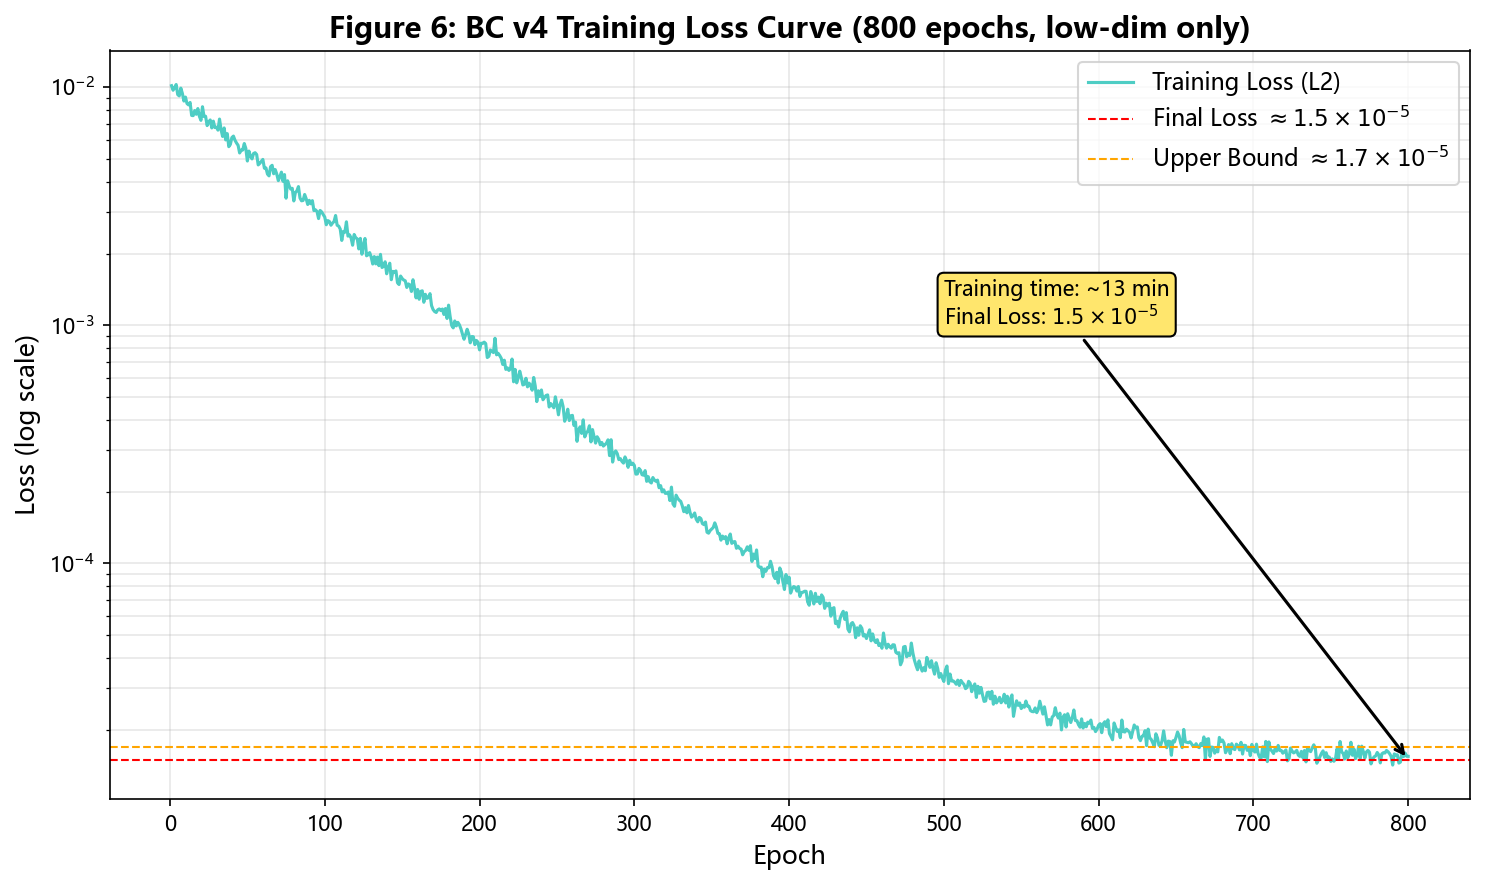 Figure 6: BC v4 Training Loss Curve (800 epochs, low-dim only)
Training Loss (L2)
Final Loss ≈ 1.5 × 10⁻⁵
Upper Bound ≈ 1.7 × 10⁻⁵
Training time: ~13 min
Final Loss: 1.5 × 10⁻⁵
Loss (log scale)
10⁻²
10⁻³
10⁻⁴
0 100 200 300 400 500 600 700 800
Epoch